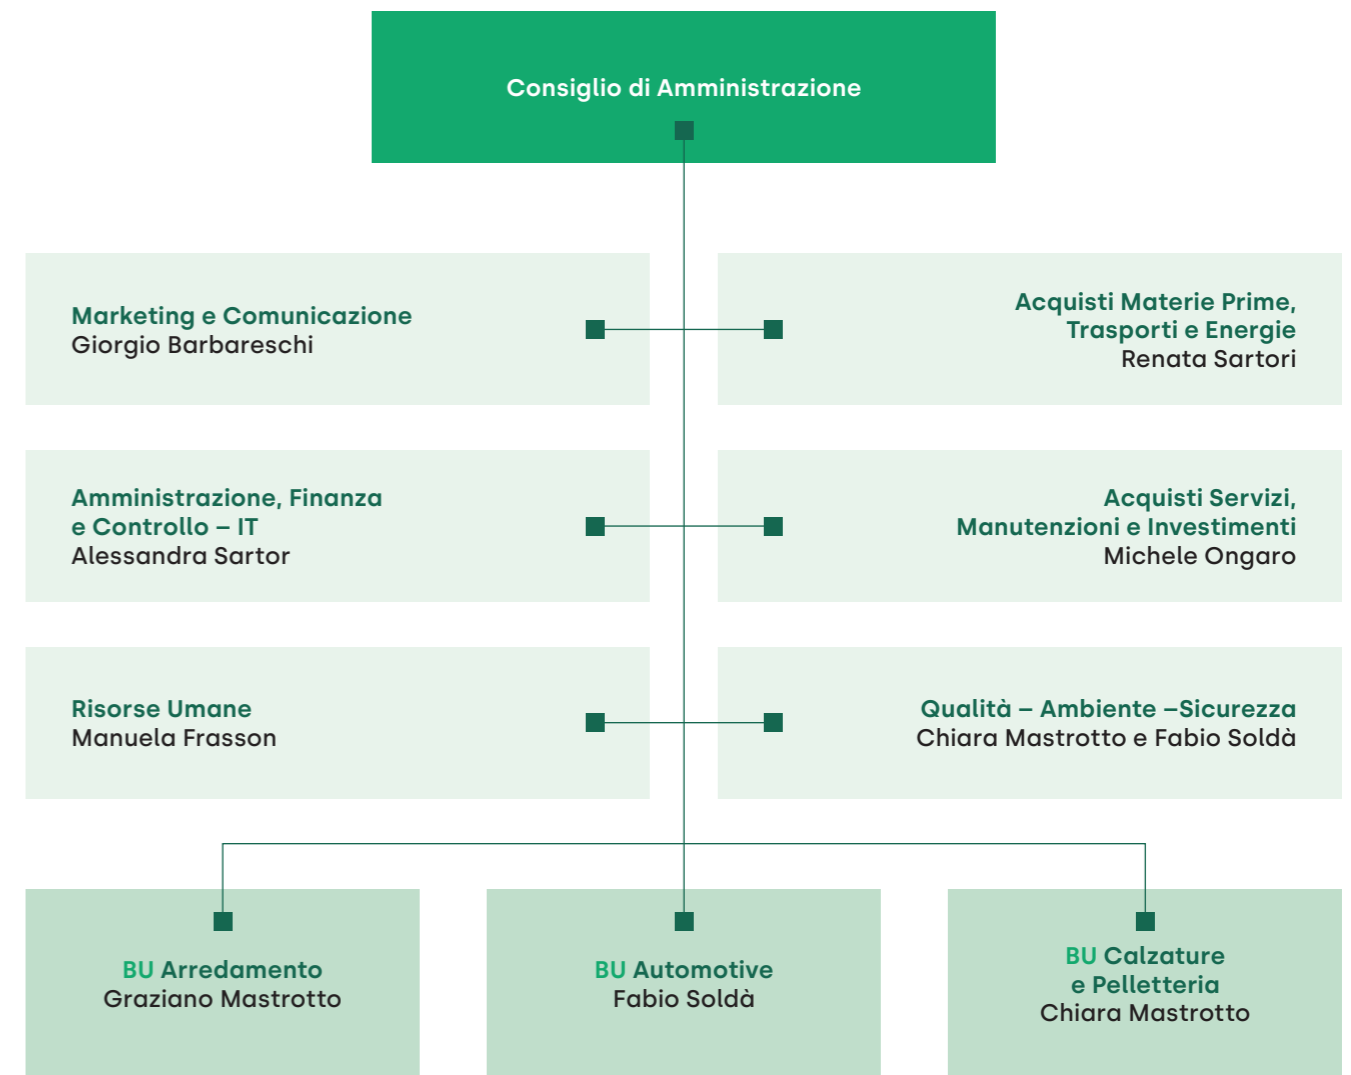 Consiglio di Amministrazione
Marketing e Comunicazione
Giorgio Barbareschi
Acquisti Materie Prime,
Trasporti e Energie
Renata Sartori
Amministrazione, Finanza
e Controllo – IT
Alessandra Sartor
Acquisti Servizi,
Manutenzioni e Investimenti
Michele Ongaro
Risorse Umane
Manuela Frasson
Qualità – Ambiente –Sicurezza
Chiara Mastrotto e Fabio Soldà
BU Arredamento
Graziano Mastrotto
BU Automotive
Fabio Soldà
BU Calzature
e Pelletteria
Chiara Mastrotto